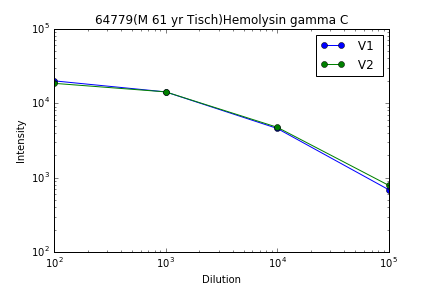 64779(M 61 yr Tisch)Hemolysin gamma C
V1
V2
Intensity
10^5
10^4
10^3
10^2
10^2 10^3 10^4 10^5
Dilution